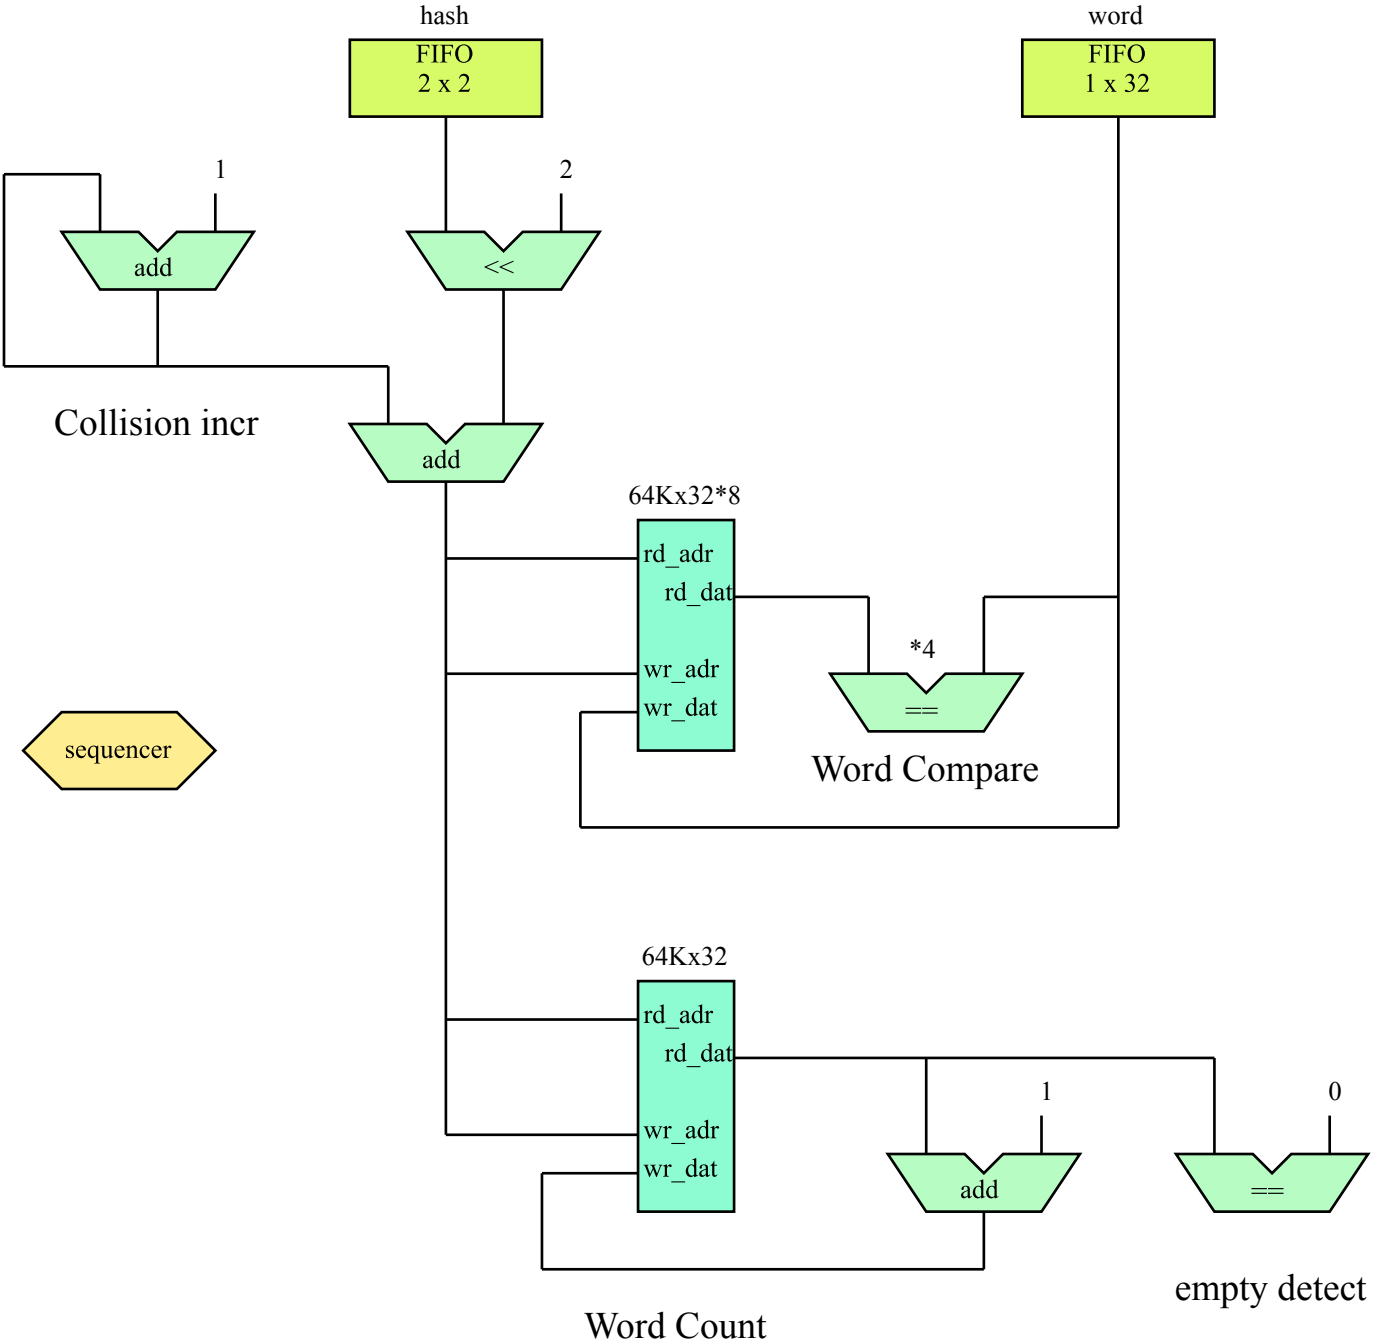 hash
word
FIFO
2 x 2
FIFO
1 x 32
1
2
add
<<
Collision incr
add
64Kx32*8
rd_adr
rd_dat
wr_adr
wr_dat
*4
==
Word Compare
sequencer
64Kx32
rd_adr
rd_dat
wr_adr
wr_dat
1
0
add
==
empty detect
Word Count